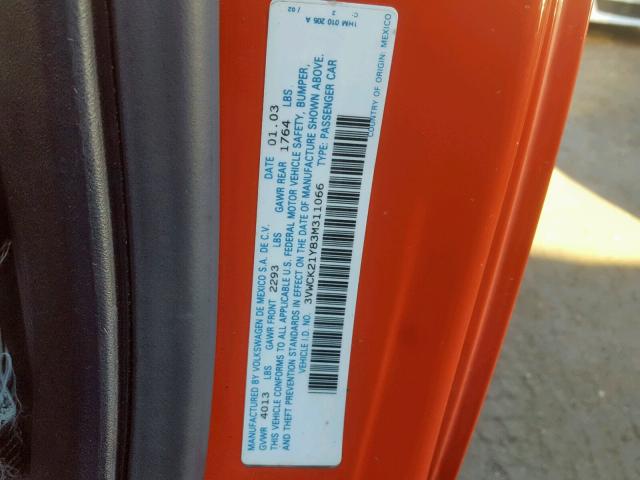 MANUFACTURED BY VOLKSWAGEN DE MEXICO S.A. DE C.V. DATE 01.03
GVWR 4013 LBS GAWR FRONT 2293 LBS GAWR REAR 1764 LBS
THIS VEHICLE CONFORMS TO ALL APPLICABLE U.S. FEDERAL MOTOR VEHICLE SAFETY, BUMPER,
AND THEFT PREVENTION STANDARDS IN EFFECT ON THE DATE OF MANUFACTURE SHOWN ABOVE.
VEHICLE I.D. NO. 3VWCK21Y83M311066 TYPE: PASSENGER CAR
COUNTRY OF ORIGIN: MEXICO
1HM 010 205 A
C: 2 /02